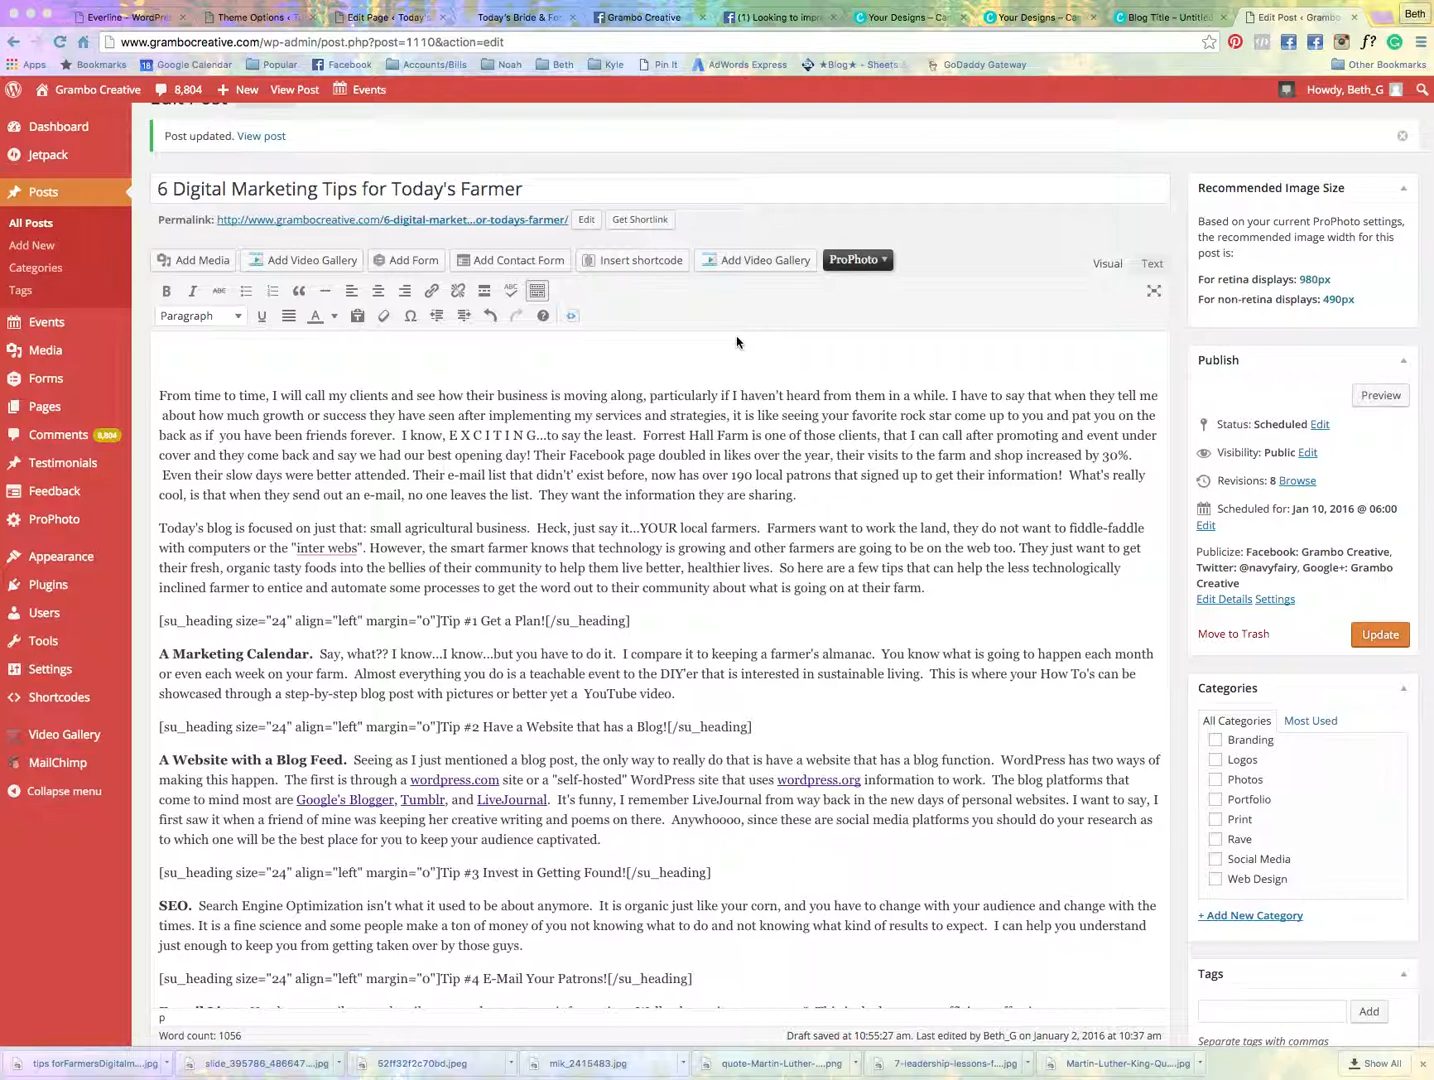 Everline - WordPre
Theme Options ‹ T
Edit Page ‹ Today's
Today's Bride & For
Grambo Creative
(1) Looking to impr
Your Designs – Can
Your Designs – Can
Blog Title – Untitled
Edit Post ‹ Grambo
Beth
www.grambocreative.com/wp-admin/post.php?post=1110&action=edit
Apps
Bookmarks
Google Calendar
Popular
Facebook
Accounts/Bills
Noah
Beth
Kyle
Pin It
AdWords Express
★Blog★ - Sheets
GoDaddy Gateway
Other Bookmarks
Grambo Creative
8,804
New
View Post
Events
Howdy, Beth_G
Dashboard
Jetpack
Posts
All Posts
Add New
Categories
Tags
Events
Media
Forms
Pages
Comments 8,804
Testimonials
Feedback
ProPhoto
Appearance
Plugins
Users
Tools
Settings
Shortcodes
Video Gallery
MailChimp
Collapse menu
Edit Post
Post updated. View post
6 Digital Marketing Tips for Today's Farmer
Permalink: http://www.grambocreative.com/6-digital-market...or-todays-farmer/ Edit Get Shortlink
Add Media
Add Video Gallery
Add Form
Add Contact Form
Insert shortcode
Add Video Gallery
ProPhoto
Visual
Text
B I ABC
ABC
Paragraph U A Ω
From time to time, I will call my clients and see how their business is moving along, particularly if I haven't heard from them in a while. I have to say that when they tell me
about how much growth or success they have seen after implementing my services and strategies, it is like seeing your favorite rock star come up to you and pat you on the
back as if you have been friends forever. I know, E X C I T I N G...to say the least. Forrest Hall Farm is one of those clients, that I can call after promoting and event under
cover and they come back and say we had our best opening day! Their Facebook page doubled in likes over the year, their visits to the farm and shop increased by 30%.
Even their slow days were better attended. Their e-mail list that didn't' exist before, now has over 190 local patrons that signed up to get their information! What's really
cool, is that when they send out an e-mail, no one leaves the list. They want the information they are sharing.
Today's blog is focused on just that: small agricultural business. Heck, just say it...YOUR local farmers. Farmers want to work the land, they do not want to fiddle-faddle
with computers or the "inter webs". However, the smart farmer knows that technology is growing and other farmers are going to be on the web too. They just want to get
their fresh, organic tasty foods into the bellies of their community to help them live better, healthier lives. So here are a few tips that can help the less technologically
inclined farmer to entice and automate some processes to get the word out to their community about what is going on at their farm.
[su_heading size="24" align="left" margin="0"]Tip #1 Get a Plan![/su_heading]
A Marketing Calendar. Say, what?? I know...I know...but you have to do it. I compare it to keeping a farmer's almanac. You know what is going to happen each month
or even each week on your farm. Almost everything you do is a teachable event to the DIY'er that is interested in sustainable living. This is where your How To's can be
showcased through a step-by-step blog post with pictures or better yet a YouTube video.
[su_heading size="24" align="left" margin="0"]Tip #2 Have a Website that has a Blog![/su_heading]
A Website with a Blog Feed. Seeing as I just mentioned a blog post, the only way to really do that is have a website that has a blog function. WordPress has two ways of
making this happen. The first is through a wordpress.com site or a "self-hosted" WordPress site that uses wordpress.org information to work. The blog platforms that
come to mind most are Google's Blogger, Tumblr, and LiveJournal. It's funny, I remember LiveJournal from way back in the new days of personal websites. I want to say, I
first saw it when a friend of mine was keeping her creative writing and poems on there. Anywhoooo, since these are social media platforms you should do your research as
to which one will be the best place for you to keep your audience captivated.
[su_heading size="24" align="left" margin="0"]Tip #3 Invest in Getting Found![/su_heading]
SEO. Search Engine Optimization isn't what it used to be about anymore. It is organic just like your corn, and you have to change with your audience and change with the
times. It is a fine science and some people make a ton of money of you not knowing what to do and not knowing what kind of results to expect. I can help you understand
just enough to keep you from getting taken over by those guys.
[su_heading size="24" align="left" margin="0"]Tip #4 E-Mail Your Patrons![/su_heading]
p
Word count: 1056
Draft saved at 10:55:27 am. Last edited by Beth_G on January 2, 2016 at 10:37 am
Recommended Image Size
Based on your current ProPhoto settings,
the recommended image width for this
post is:
For retina displays: 980px
For non-retina displays: 490px
Publish
Preview
Status: Scheduled Edit
Visibility: Public Edit
Revisions: 8 Browse
Scheduled for: Jan 10, 2016 @ 06:00
Edit
Publicize: Facebook: Grambo Creative,
Twitter: @navyfairy, Google+: Grambo
Creative
Edit Details Settings
Move to Trash
Update
Categories
All Categories
Most Used
Branding
Logos
Photos
Portfolio
Print
Rave
Social Media
Web Design
+ Add New Category
Tags
Add
Separate tags with commas
tips forFarmersDigitalm....jpg
slide_395786_486647....jpg
52ff32f2c70bd.jpeg
mlk_2415483.jpg
quote-Martin-Luther-....png
7-leadership-lessons-f....jpg
Martin-Luther-King-Qu....jpg
Show All